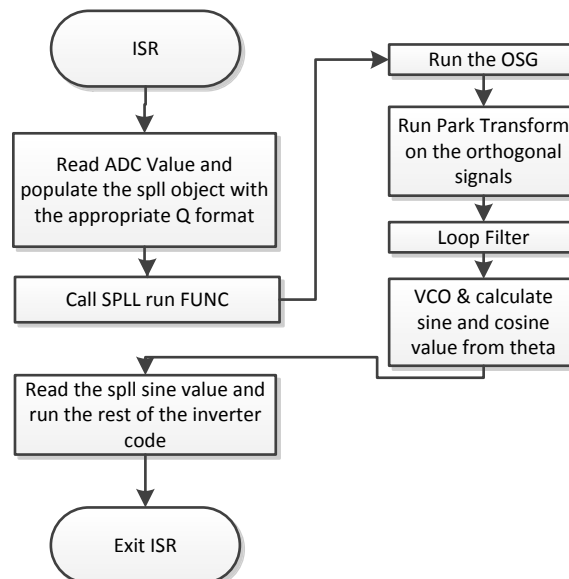 ISR
Read ADC Value and
populate the spll object with
the appropriate Q format
Call SPLL run FUNC
Run the OSG
Run Park Transform
on the orthogonal
signals
Loop Filter
VCO & calculate
sine and cosine
value from theta
Read the spll sine value and
run the rest of the inverter
code
Exit ISR